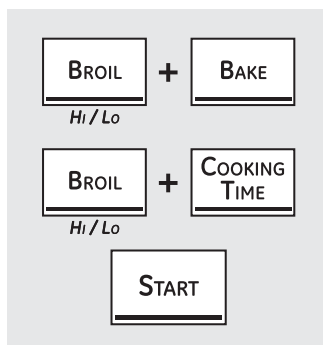 BROIL + BAKE
HI / LO
BROIL + COOKING TIME
HI / LO
START